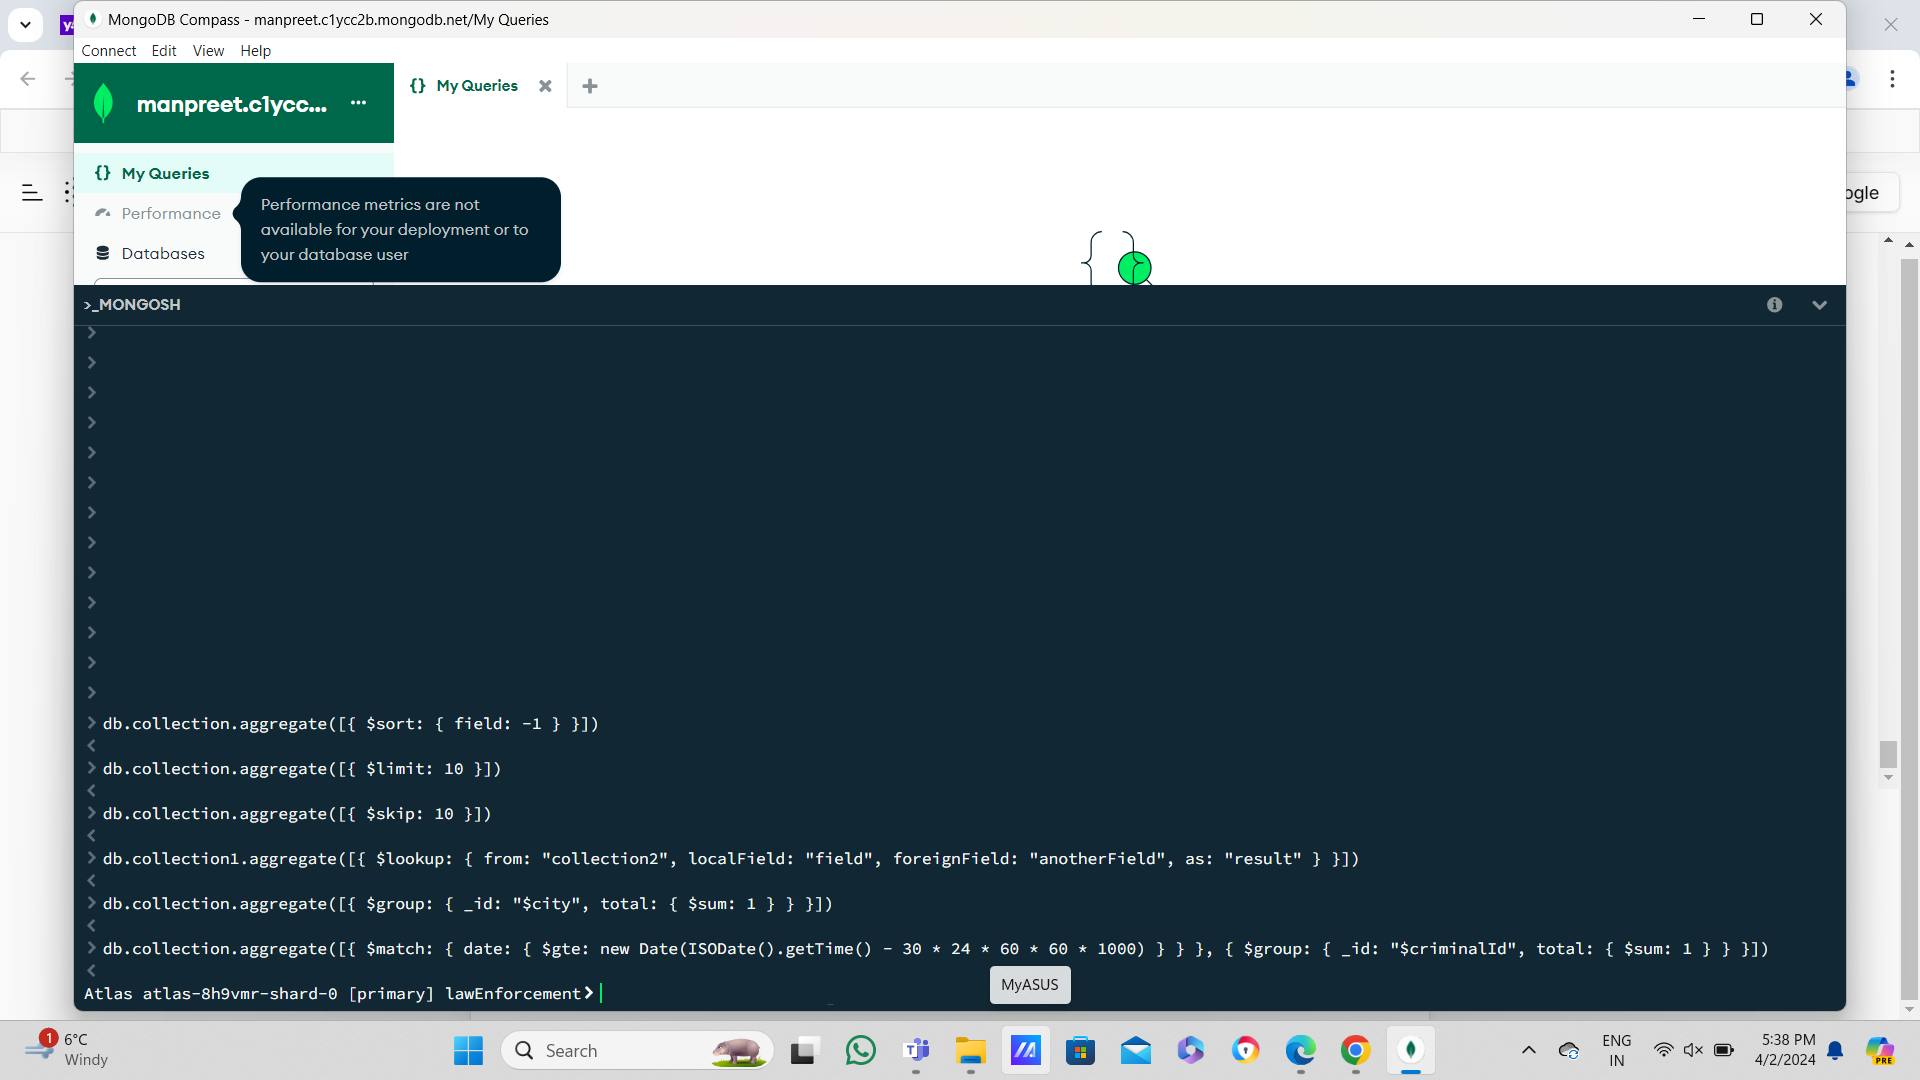 MongoDB Compass - manpreet.c1ycc2b.mongodb.net/My Queries
Connect Edit View Help
manpreet.c1ycc... ...
{} My Queries
{} My Queries
Performance
Performance metrics are not
available for your deployment or to
your database user
Databases
ogle
>_MONGOSH
>
>
>
>
>
>
>
>
>
>
>
>
>
> db.collection.aggregate([{ $sort: { field: -1 } }])
<
> db.collection.aggregate([{ $limit: 10 }])
<
> db.collection.aggregate([{ $skip: 10 }])
<
> db.collection1.aggregate([{ $lookup: { from: "collection2", localField: "field", foreignField: "anotherField", as: "result" } }])
<
> db.collection.aggregate([{ $group: { _id: "$city", total: { $sum: 1 } } }])
<
> db.collection.aggregate([{ $match: { date: { $gte: new Date(ISODate().getTime() - 30 * 24 * 60 * 60 * 1000) } } }, { $group: { _id: "$criminalId", total: { $sum: 1 } } }])
<
Atlas atlas-8h9vmr-shard-0 [primary] lawEnforcement>
MyASUS
1
6°C
Windy
Search
ENG
IN
5:38 PM
4/2/2024
PRE